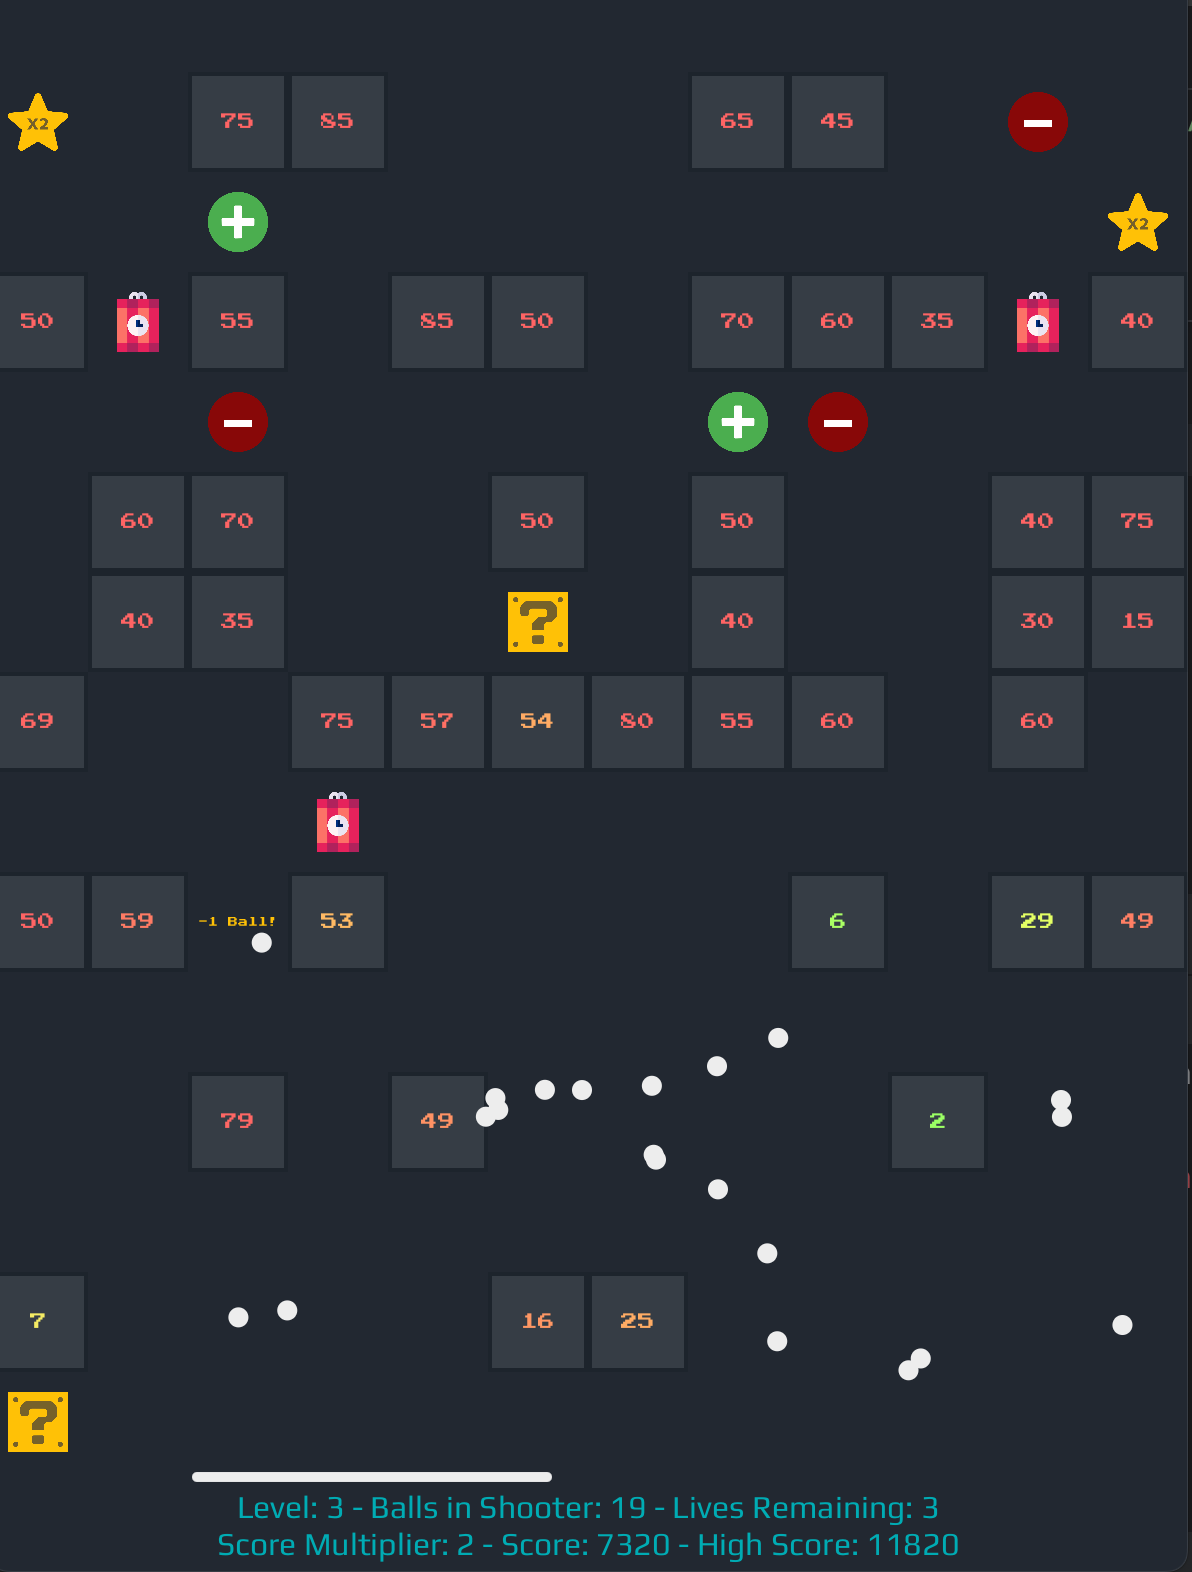 X2 75 85 65 45
X2
50 55 85 50 70 60 35 40
60 70 50 50 40 75
40 35 ? 40 30 15
69 75 57 54 80 55 60 60
50 59 -1 Ball! 53 6 29 49
79 49 2
7 16 25
?
Level: 3 - Balls in Shooter: 19 - Lives Remaining: 3
Score Multiplier: 2 - Score: 7320 - High Score: 11820